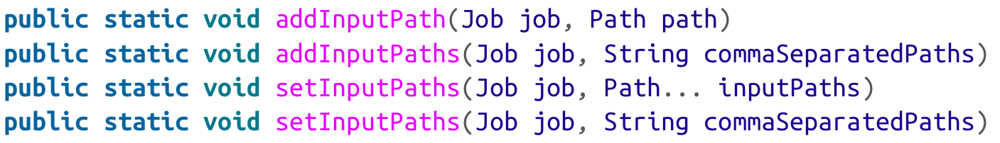 public static void addInputPath(Job job, Path path)
public static void addInputPaths(Job job, String commaSeparatedPaths)
public static void setInputPaths(Job job, Path... inputPaths)
public static void setInputPaths(Job job, String commaSeparatedPaths)